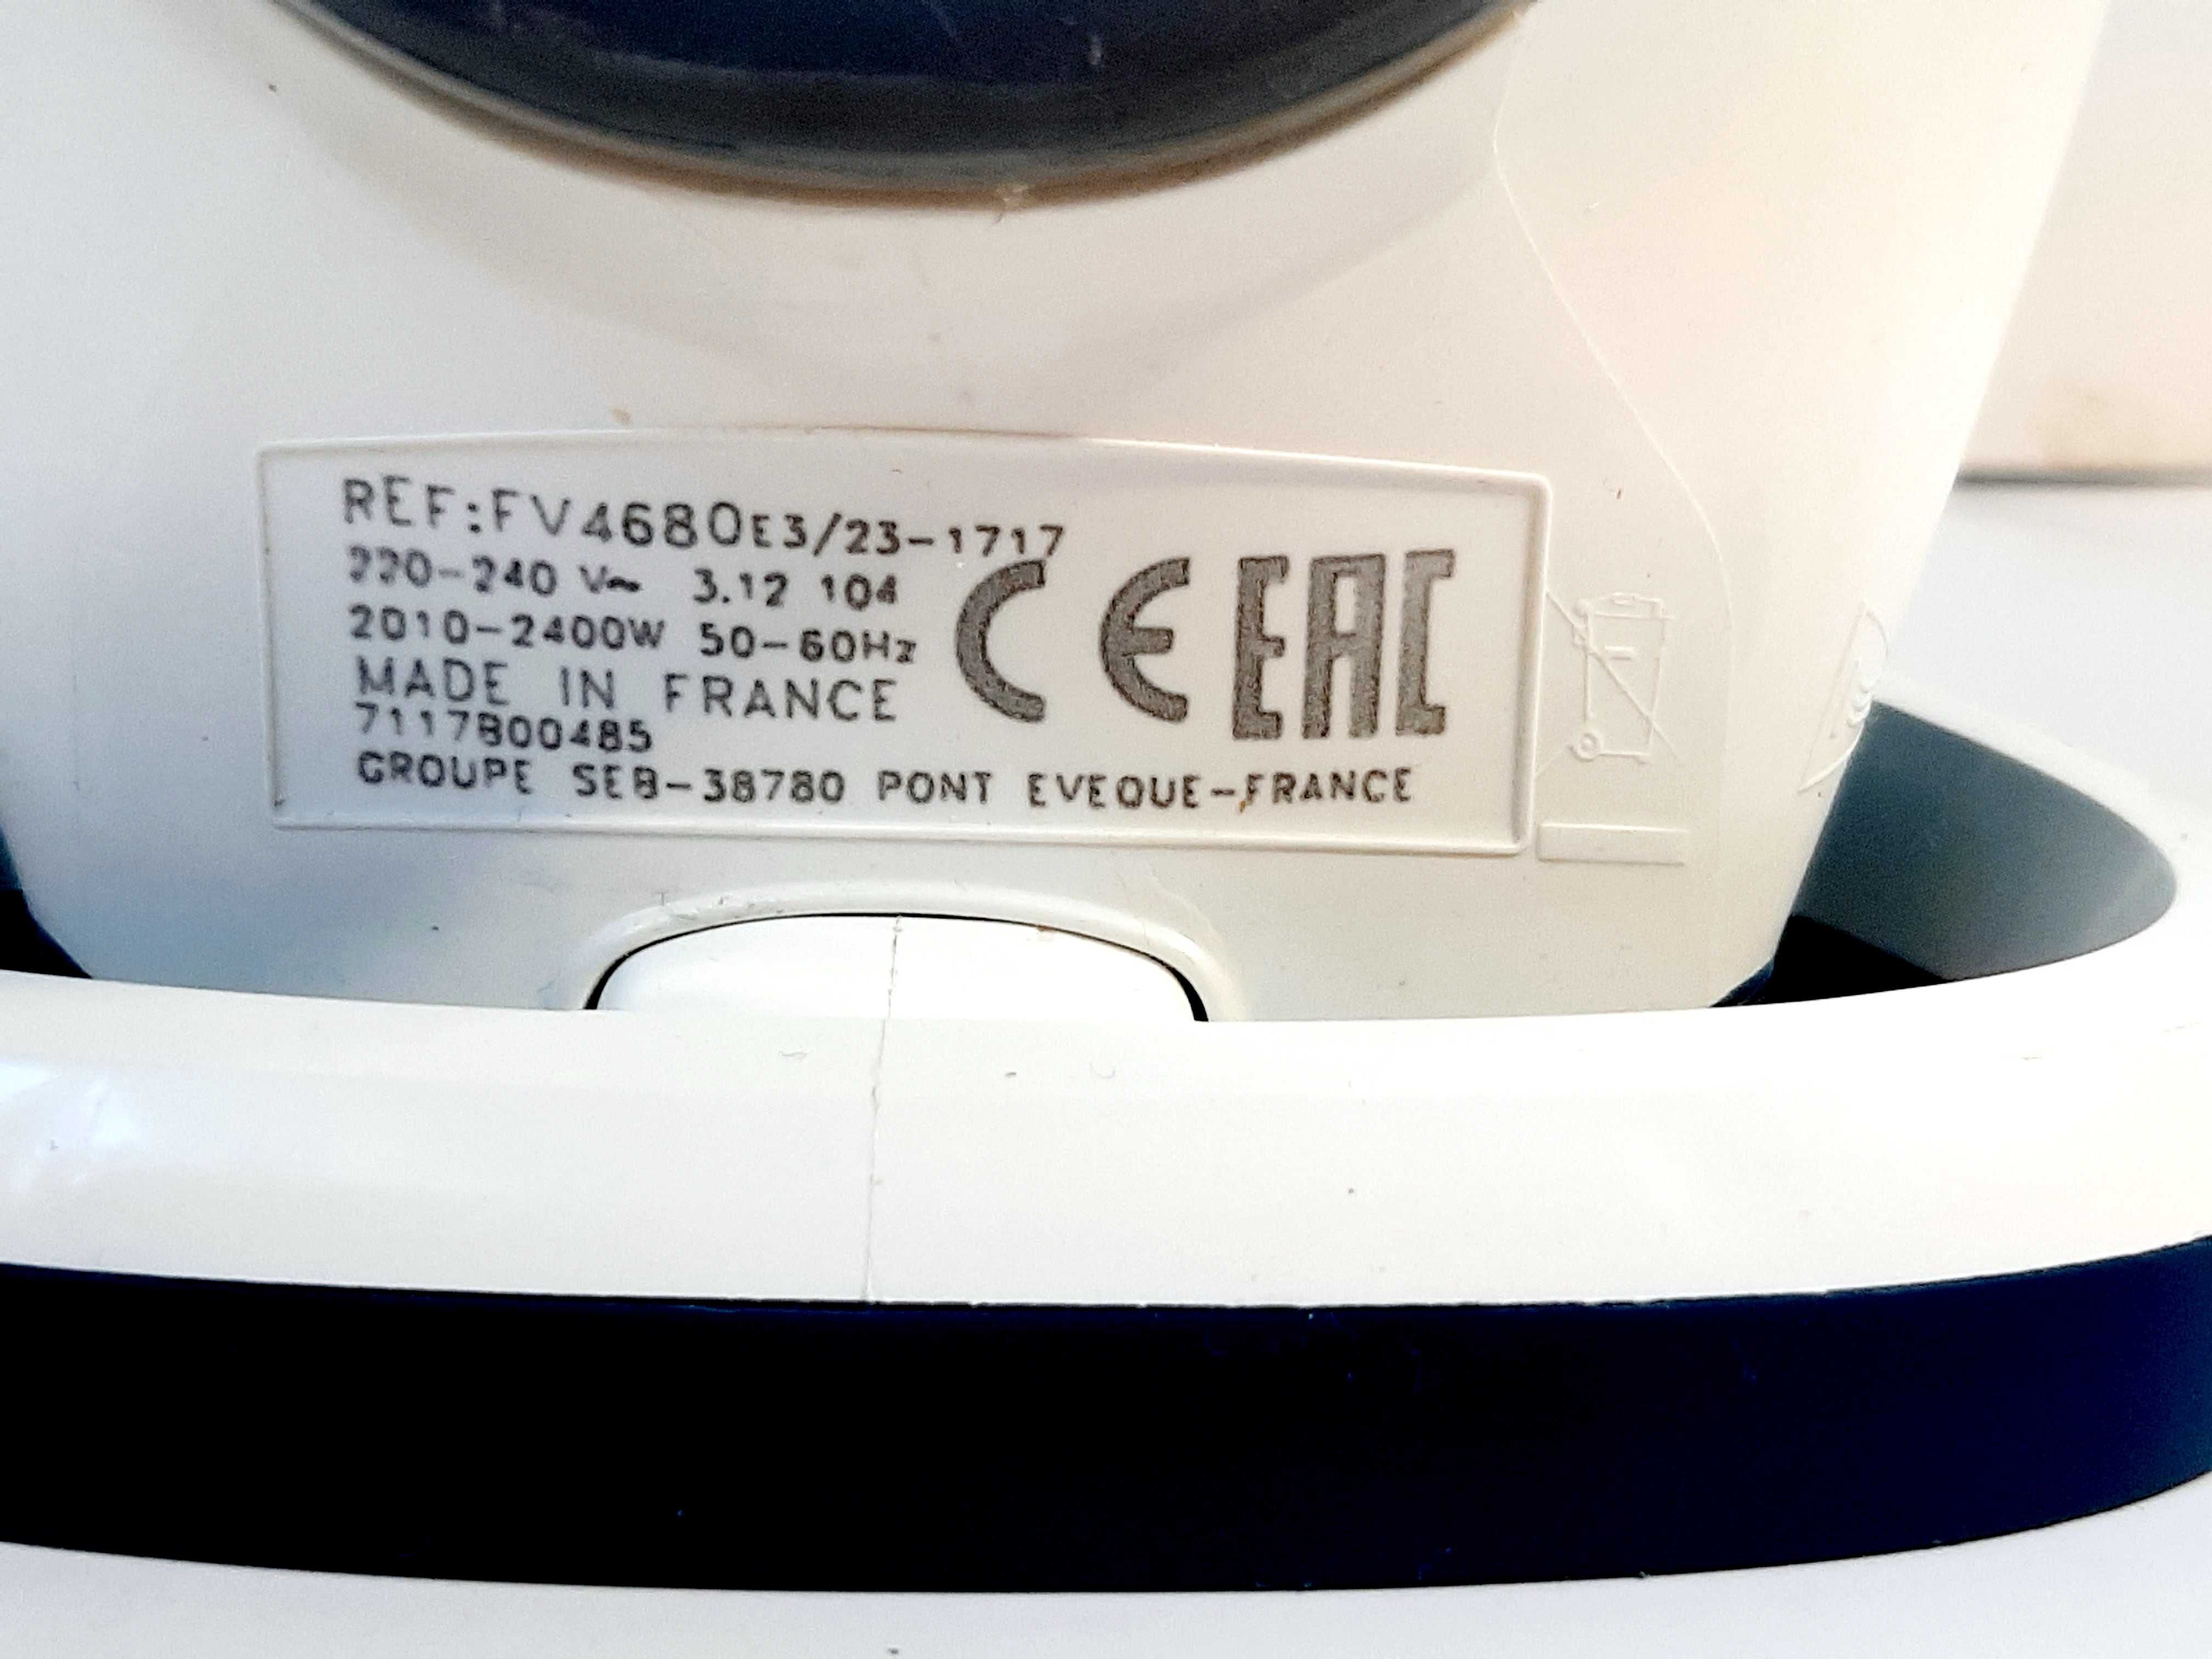 REF:FV4680E3/23-1717
220-240 V~ 3.12 104
2010-2400W 50-60Hz
MADE IN FRANCE
7117800485
GROUPE SEB-38780 PONT EVEQUE-FRANCE
CE EAC